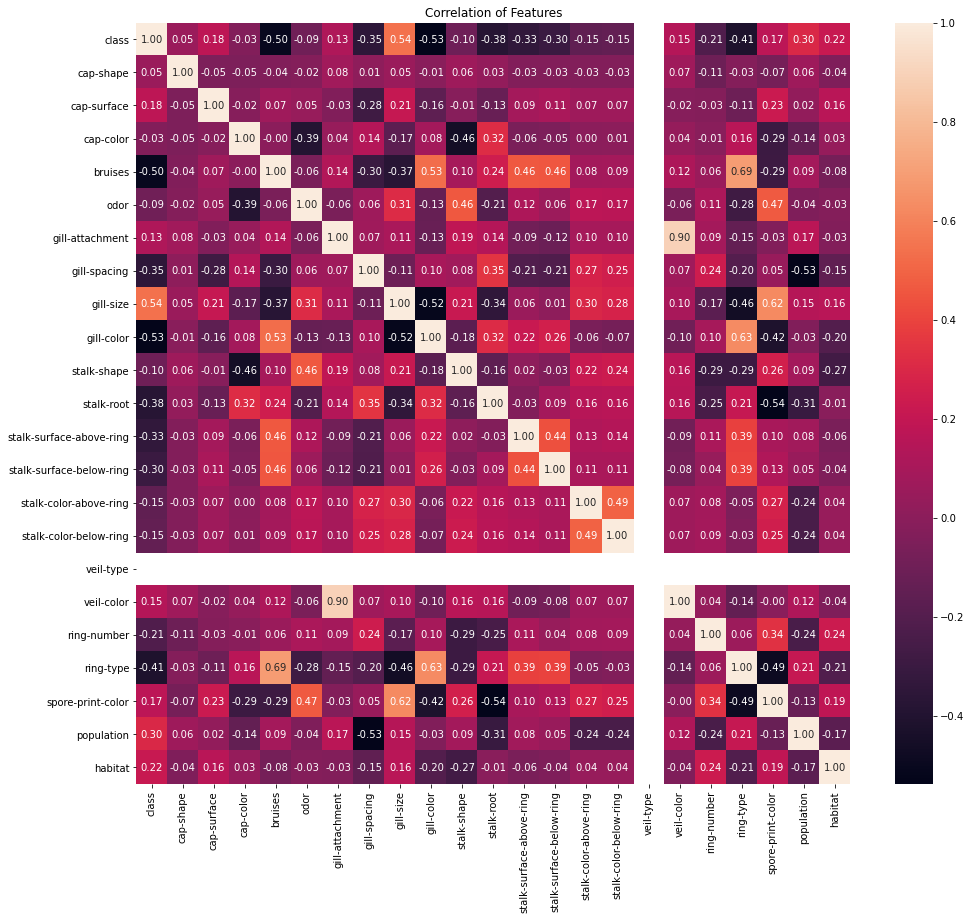 Correlation of Features
class 1.00 0.05 0.18 -0.03 -0.50 -0.09 0.13 -0.35 0.54 -0.53 -0.10 -0.38 -0.33 -0.30 -0.15 -0.15 0.15 -0.21 -0.41 0.17 0.30 0.22
cap-shape 0.05 1.00 -0.05 -0.05 -0.04 -0.02 0.08 0.01 0.05 -0.01 0.06 0.03 -0.03 -0.03 -0.03 -0.03 0.07 -0.11 -0.03 -0.07 0.06 -0.04
cap-surface 0.18 -0.05 1.00 -0.02 0.07 0.05 -0.03 -0.28 0.21 -0.16 -0.01 -0.13 0.09 0.11 0.07 0.07 -0.02 -0.03 -0.11 0.23 0.02 0.16
cap-color -0.03 -0.05 -0.02 1.00 -0.00 -0.39 0.04 0.14 -0.17 0.08 -0.46 0.32 -0.06 -0.05 0.00 0.01 0.04 -0.01 0.16 -0.29 -0.14 0.03
bruises -0.50 -0.04 0.07 -0.00 1.00 -0.06 0.14 -0.30 -0.37 0.53 0.10 0.24 0.46 0.46 0.08 0.09 0.12 0.06 0.69 -0.29 0.09 -0.08
odor -0.09 -0.02 0.05 -0.39 -0.06 1.00 -0.06 0.06 0.31 -0.13 0.46 -0.21 0.12 0.06 0.17 0.17 -0.06 0.11 -0.28 0.47 -0.04 -0.03
gill-attachment 0.13 0.08 -0.03 0.04 0.14 -0.06 1.00 0.07 0.11 -0.13 0.19 0.14 -0.09 -0.12 0.10 0.10 0.90 0.09 -0.15 -0.03 0.17 -0.03
gill-spacing -0.35 0.01 -0.28 0.14 -0.30 0.06 0.07 1.00 -0.11 0.10 0.08 0.35 -0.21 -0.21 0.27 0.25 0.07 0.24 -0.20 0.05 -0.53 -0.15
gill-size 0.54 0.05 0.21 -0.17 -0.37 0.31 0.11 -0.11 1.00 -0.52 0.21 -0.34 0.06 0.01 0.30 0.28 0.10 -0.17 -0.46 0.62 0.15 0.16
gill-color -0.53 -0.01 -0.16 0.08 0.53 -0.13 -0.13 0.10 -0.52 1.00 -0.18 0.32 0.22 0.26 -0.06 -0.07 -0.10 0.10 0.63 -0.42 -0.03 -0.20
stalk-shape -0.10 0.06 -0.01 -0.46 0.10 0.46 0.19 0.08 0.21 -0.18 1.00 -0.16 0.02 -0.03 0.22 0.24 0.16 -0.29 -0.29 0.26 0.09 -0.27
stalk-root -0.38 0.03 -0.13 0.32 0.24 -0.21 0.14 0.35 -0.34 0.32 -0.16 1.00 -0.03 0.09 0.16 0.16 0.16 -0.25 0.21 -0.54 -0.31 -0.01
stalk-surface-above-ring -0.33 -0.03 0.09 -0.06 0.46 0.12 -0.09 -0.21 0.06 0.22 0.02 -0.03 1.00 0.44 0.13 0.14 -0.09 0.11 0.39 0.10 0.08 -0.06
stalk-surface-below-ring -0.30 -0.03 0.11 -0.05 0.46 0.06 -0.12 -0.21 0.01 0.26 -0.03 0.09 0.44 1.00 0.11 0.11 -0.08 0.04 0.39 0.13 0.05 -0.04
stalk-color-above-ring -0.15 -0.03 0.07 0.00 0.08 0.17 0.10 0.27 0.30 -0.06 0.22 0.16 0.13 0.11 1.00 0.49 0.07 0.08 -0.05 0.27 -0.24 0.04
stalk-color-below-ring -0.15 -0.03 0.07 0.01 0.09 0.17 0.10 0.25 0.28 -0.07 0.24 0.16 0.14 0.11 0.49 1.00 0.07 0.09 -0.03 0.25 -0.24 0.04
veil-type
veil-color 0.15 0.07 -0.02 0.04 0.12 -0.06 0.90 0.07 0.10 -0.10 0.16 0.16 -0.09 -0.08 0.07 0.07 1.00 0.04 -0.14 -0.00 0.12 -0.04
ring-number -0.21 -0.11 -0.03 -0.01 0.06 0.11 0.09 0.24 -0.17 0.10 -0.29 -0.25 0.11 0.04 0.08 0.09 0.04 1.00 0.06 0.34 -0.24 0.24
ring-type -0.41 -0.03 -0.11 0.16 0.69 -0.28 -0.15 -0.20 -0.46 0.63 -0.29 0.21 0.39 0.39 -0.05 -0.03 -0.14 0.06 1.00 -0.49 0.21 -0.21
spore-print-color 0.17 -0.07 0.23 -0.29 -0.29 0.47 -0.03 0.05 0.62 -0.42 0.26 -0.54 0.10 0.13 0.27 0.25 -0.00 0.34 -0.49 1.00 -0.13 0.19
population 0.30 0.06 0.02 -0.14 0.09 -0.04 0.17 -0.53 0.15 -0.03 0.09 -0.31 0.08 0.05 -0.24 -0.24 0.12 -0.24 0.21 -0.13 1.00 -0.17
habitat 0.22 -0.04 0.16 0.03 -0.08 -0.03 -0.03 -0.15 0.16 -0.20 -0.27 -0.01 -0.06 -0.04 0.04 0.04 -0.04 0.24 -0.21 0.19 -0.17 1.00
class
cap-shape
cap-surface
cap-color
bruises
odor
gill-attachment
gill-spacing
gill-size
gill-color
stalk-shape
stalk-root
stalk-surface-above-ring
stalk-surface-below-ring
stalk-color-above-ring
stalk-color-below-ring
veil-type
veil-color
ring-number
ring-type
spore-print-color
population
habitat
1.0
0.8
0.6
0.4
0.2
0.0
−0.2
−0.4